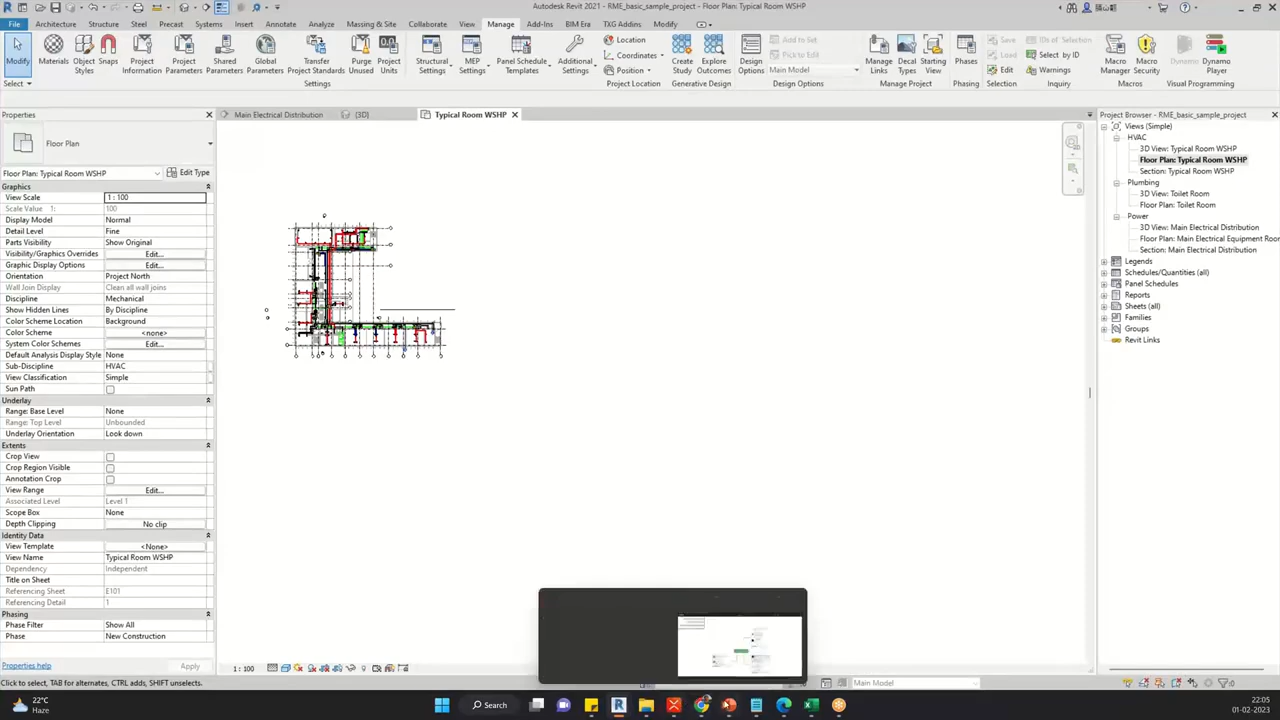 Autodesk Revit 2021 - RME_basic_sample_project - Floor Plan: Typical Room WSHP
File Architecture Structure Steel Precast Systems Insert Annotate Analyze Massing & Site Collaborate View Manage Add-Ins BIM Era TXG Addins Modify
Modify Materials Object Styles Snaps Project Information Project Parameters Shared Parameters Global Parameters Transfer Project Standards Purge Unused Project Units Structural Settings MEP Settings Panel Schedule Templates Additional Settings
Location Coordinates Position
Create Study Explore Outcomes Design Options
Add to Set Pick to Edit Main Model
Manage Links Decal Types Starting View Phases
Save Load Edit
IDs of Selection Select by ID Warnings
Macro Manager Macro Security Dynamo Dynamo Player
Select Settings Project Location Generative Design Design Options Manage Project Phasing Selection Inquiry Macros Visual Programming
Properties
Main Electrical Distribution {3D} Typical Room WSHP
Floor Plan
Floor Plan: Typical Room WSHP Edit Type
Graphics
View Scale 1 : 100
Scale Value 1: 100
Display Model Normal
Detail Level Fine
Parts Visibility Show Original
Visibility/Graphics Overrides Edit...
Graphic Display Options Edit...
Orientation Project North
Wall Join Display Clean all wall joins
Discipline Mechanical
Show Hidden Lines By Discipline
Color Scheme Location Background
Color Scheme <none>
System Color Schemes Edit...
Default Analysis Display Style None
Sub-Discipline HVAC
View Classification Simple
Sun Path
Underlay
Range: Base Level None
Range: Top Level Unbounded
Underlay Orientation Look down
Extents
Crop View
Crop Region Visible
Annotation Crop
View Range Edit...
Associated Level Level 1
Scope Box None
Depth Clipping No clip
Identity Data
View Template <None>
View Name Typical Room WSHP
Dependency Independent
Title on Sheet
Referencing Sheet E101
Referencing Detail 1
Phasing
Phase Filter Show All
Phase New Construction
Properties help Apply
Project Browser - RME_basic_sample_project
Views (Simple)
HVAC
3D View: Typical Room WSHP
Floor Plan: Typical Room WSHP
Section: Typical Room WSHP
Plumbing
3D View: Toilet Room
Floor Plan: Toilet Room
Power
3D View: Main Electrical Distribution
Floor Plan: Main Electrical Equipment Room
Section: Main Electrical Distribution
Legends
Schedules/Quantities (all)
Panel Schedules
Reports
Sheets (all)
Families
Groups
Revit Links
1 : 100
Click to select, TAB for alternates, CTRL adds, SHIFT unselects.
Main Model
:0
22°C
Haze
Search
22:05
01-02-2023